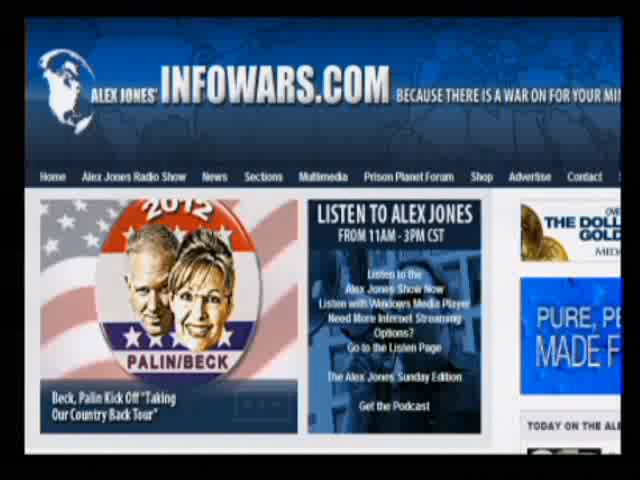 ALEX JONES' INFOWARS.COM BECAUSE THERE IS A WAR ON FOR YOUR MIN
Home Alex Jones Radio Show News Sections Multimedia Prison Planet Forum Shop Advertise Contact
2012
PALIN/BECK
Beck, Palin Kick Off "Taking
Our Country Back Tour"
LISTEN TO ALEX JONES
FROM 11AM - 3PM CST
Listen to the
Alex Jones Show Now
Listen with Windows Media Player
Need More Internet Streaming
Options?
Go to the Listen Page
The Alex Jones Sunday Edition
Get the Podcast
THE DOLL
GOLD
MED
PURE, PE
MADE F
TODAY ON THE ALE